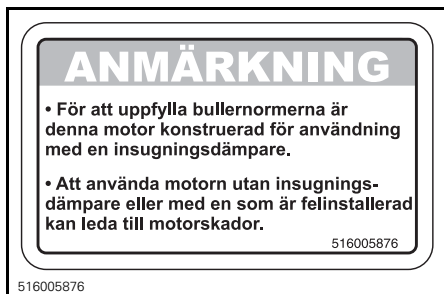 ANMÄRKNING
• För att uppfylla bullernormerna är
denna motor konstruerad för användning
med en insugningsdämpare.
• Att använda motorn utan insugnings-
dämpare eller med en som är felinstallerad
kan leda till motorskador.
516005876
516005876